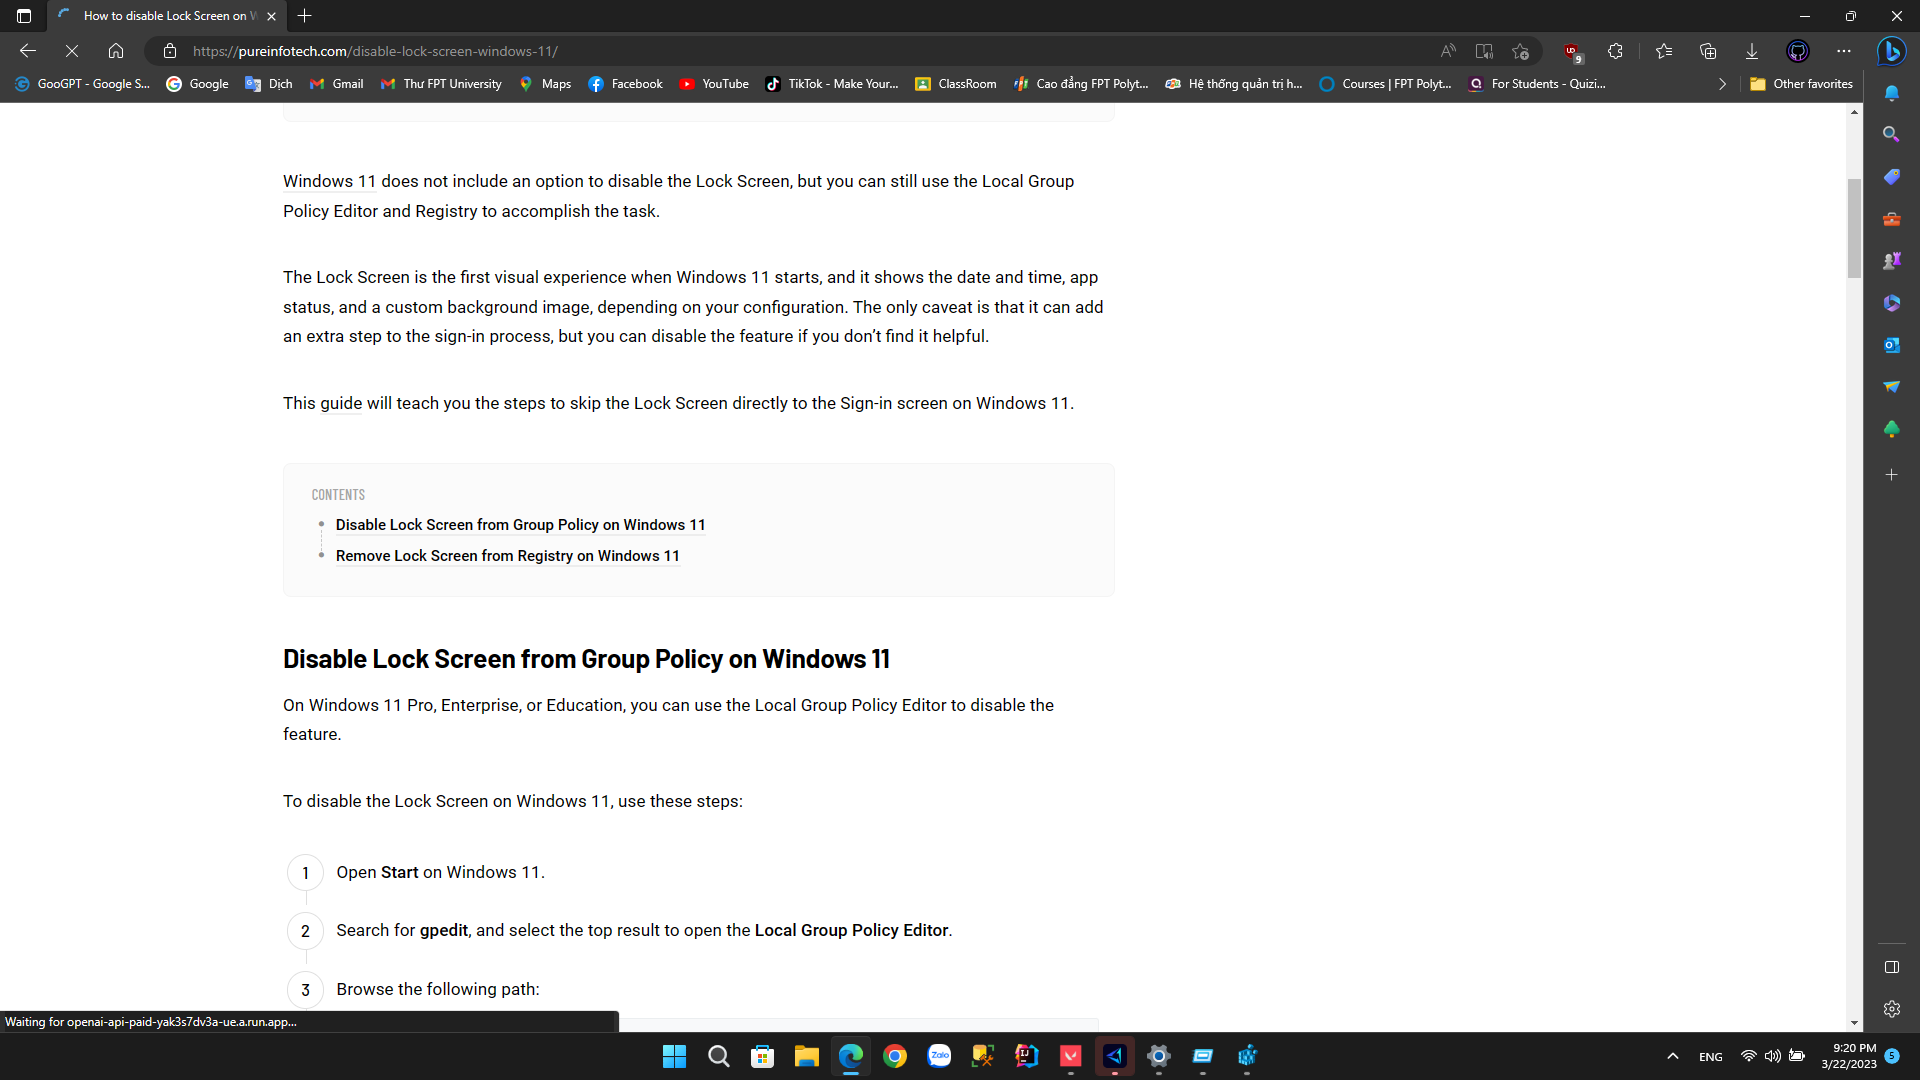 How to disable Lock Screen on W
https://pureinfotech.com/disable-lock-screen-windows-11/
9
GooGPT - Google S...
Google
Dich
Gmail
Thư FPT University
Maps
Facebook
YouTube
TikTok - Make Your...
ClassRoom
Cao đẳng FPT Polyt...
Hệ thống quản trị h...
Courses | FPT Polyt...
For Students - Quizi...
Other favorites
Windows 11 does not include an option to disable the Lock Screen, but you can still use the Local Group
Policy Editor and Registry to accomplish the task.
The Lock Screen is the first visual experience when Windows 11 starts, and it shows the date and time, app
status, and a custom background image, depending on your configuration. The only caveat is that it can add
an extra step to the sign-in process, but you can disable the feature if you don’t find it helpful.
This guide will teach you the steps to skip the Lock Screen directly to the Sign-in screen on Windows 11.
CONTENTS
Disable Lock Screen from Group Policy on Windows 11
Remove Lock Screen from Registry on Windows 11
Disable Lock Screen from Group Policy on Windows 11
On Windows 11 Pro, Enterprise, or Education, you can use the Local Group Policy Editor to disable the
feature.
To disable the Lock Screen on Windows 11, use these steps:
1 Open Start on Windows 11.
2 Search for gpedit, and select the top result to open the Local Group Policy Editor.
3 Browse the following path:
Waiting for openai-api-paid-yak3s7dv3a-ue.a.run.app...
Zalo
ENG
9:20 PM
3/22/2023
5